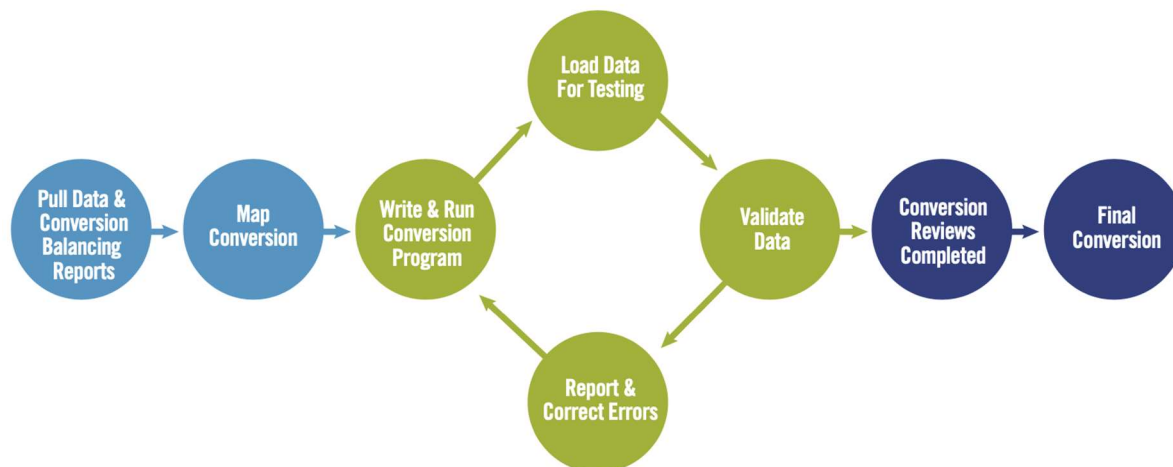 Pull Data &
Conversion
Balancing
Reports
Map
Conversion
Write & Run
Conversion
Program
Load Data
For Testing
Validate
Data
Report &
Correct Errors
Conversion
Reviews
Completed
Final
Conversion